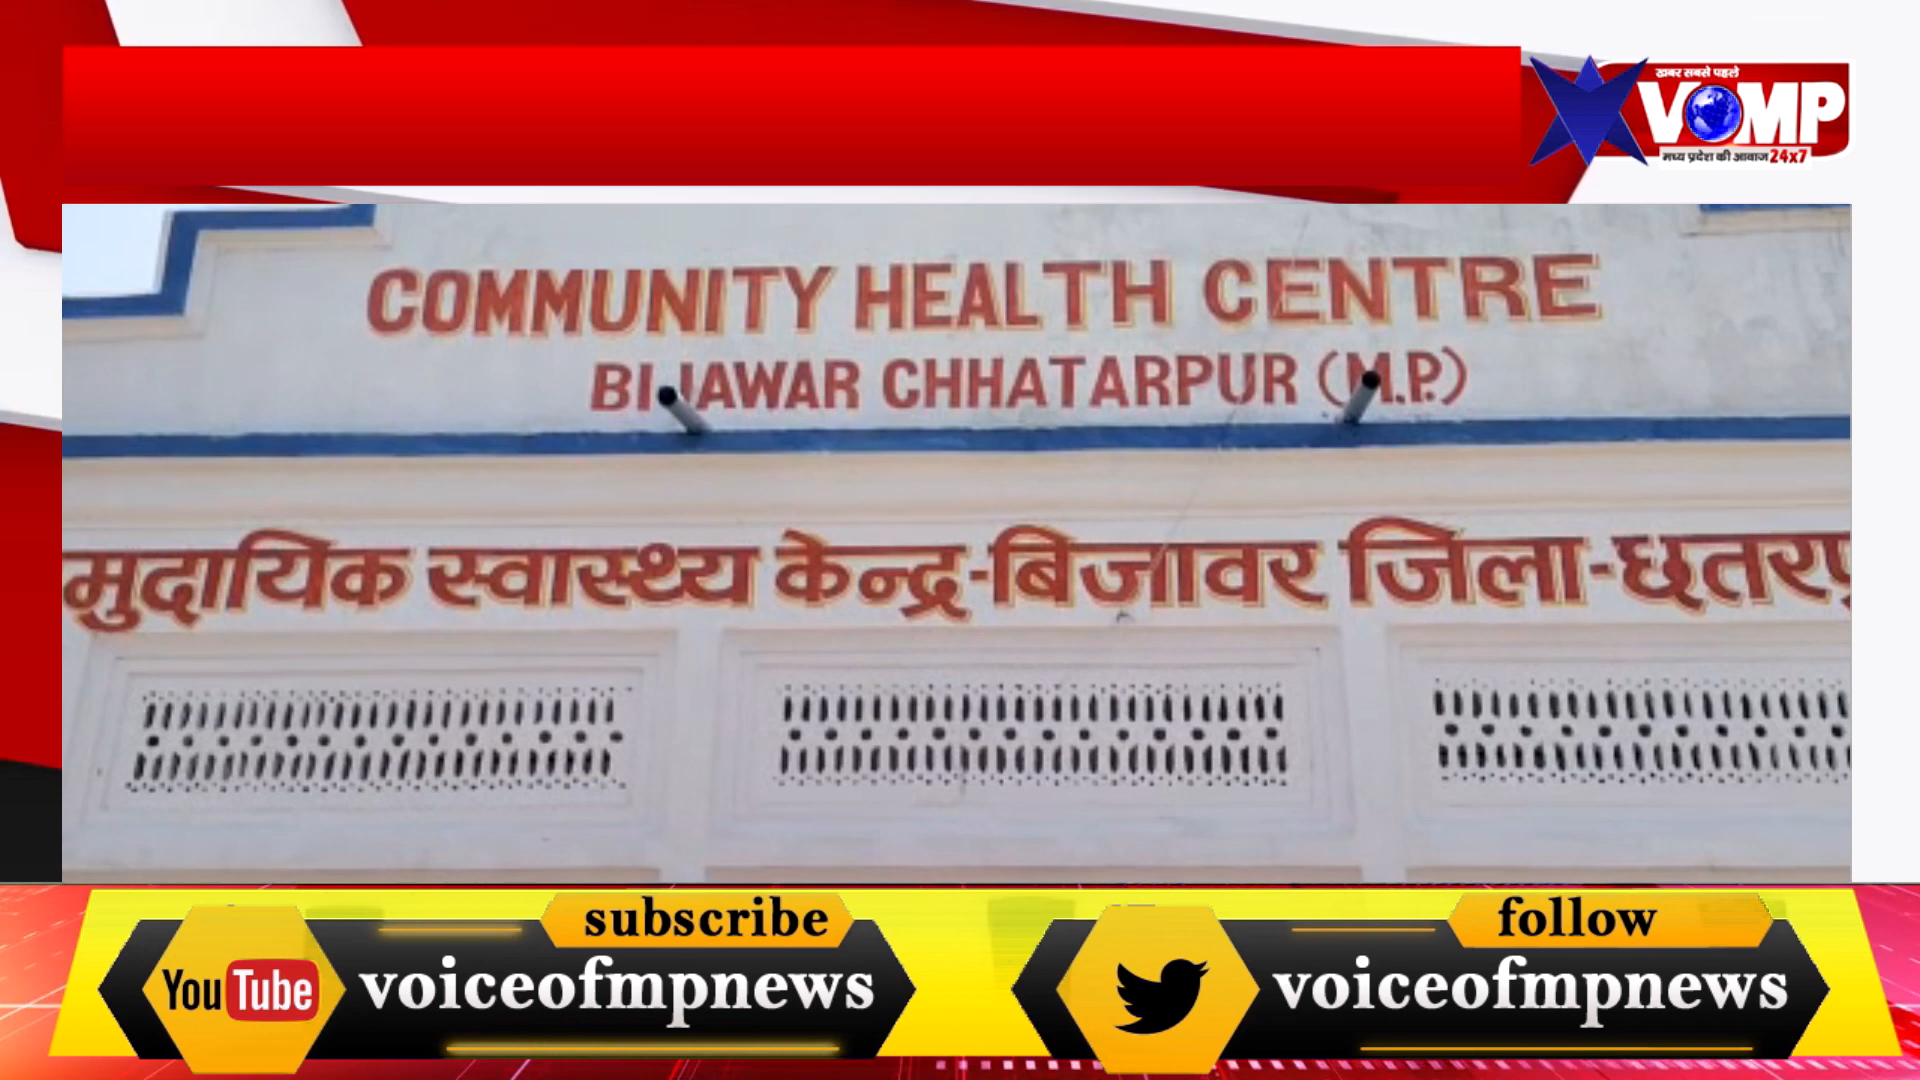 खबर सबसे पहले
VOMP
मध्य प्रदेश की आवाज 24x7
COMMUNITY HEALTH CENTRE
BIJAWAR CHHATARPUR (M.P.)
मुदायिक स्वास्थ्य केन्द्र-बिजावर जिला-छतरपु
subscribe
YouTube voiceofmpnews
follow
voiceofmpnews